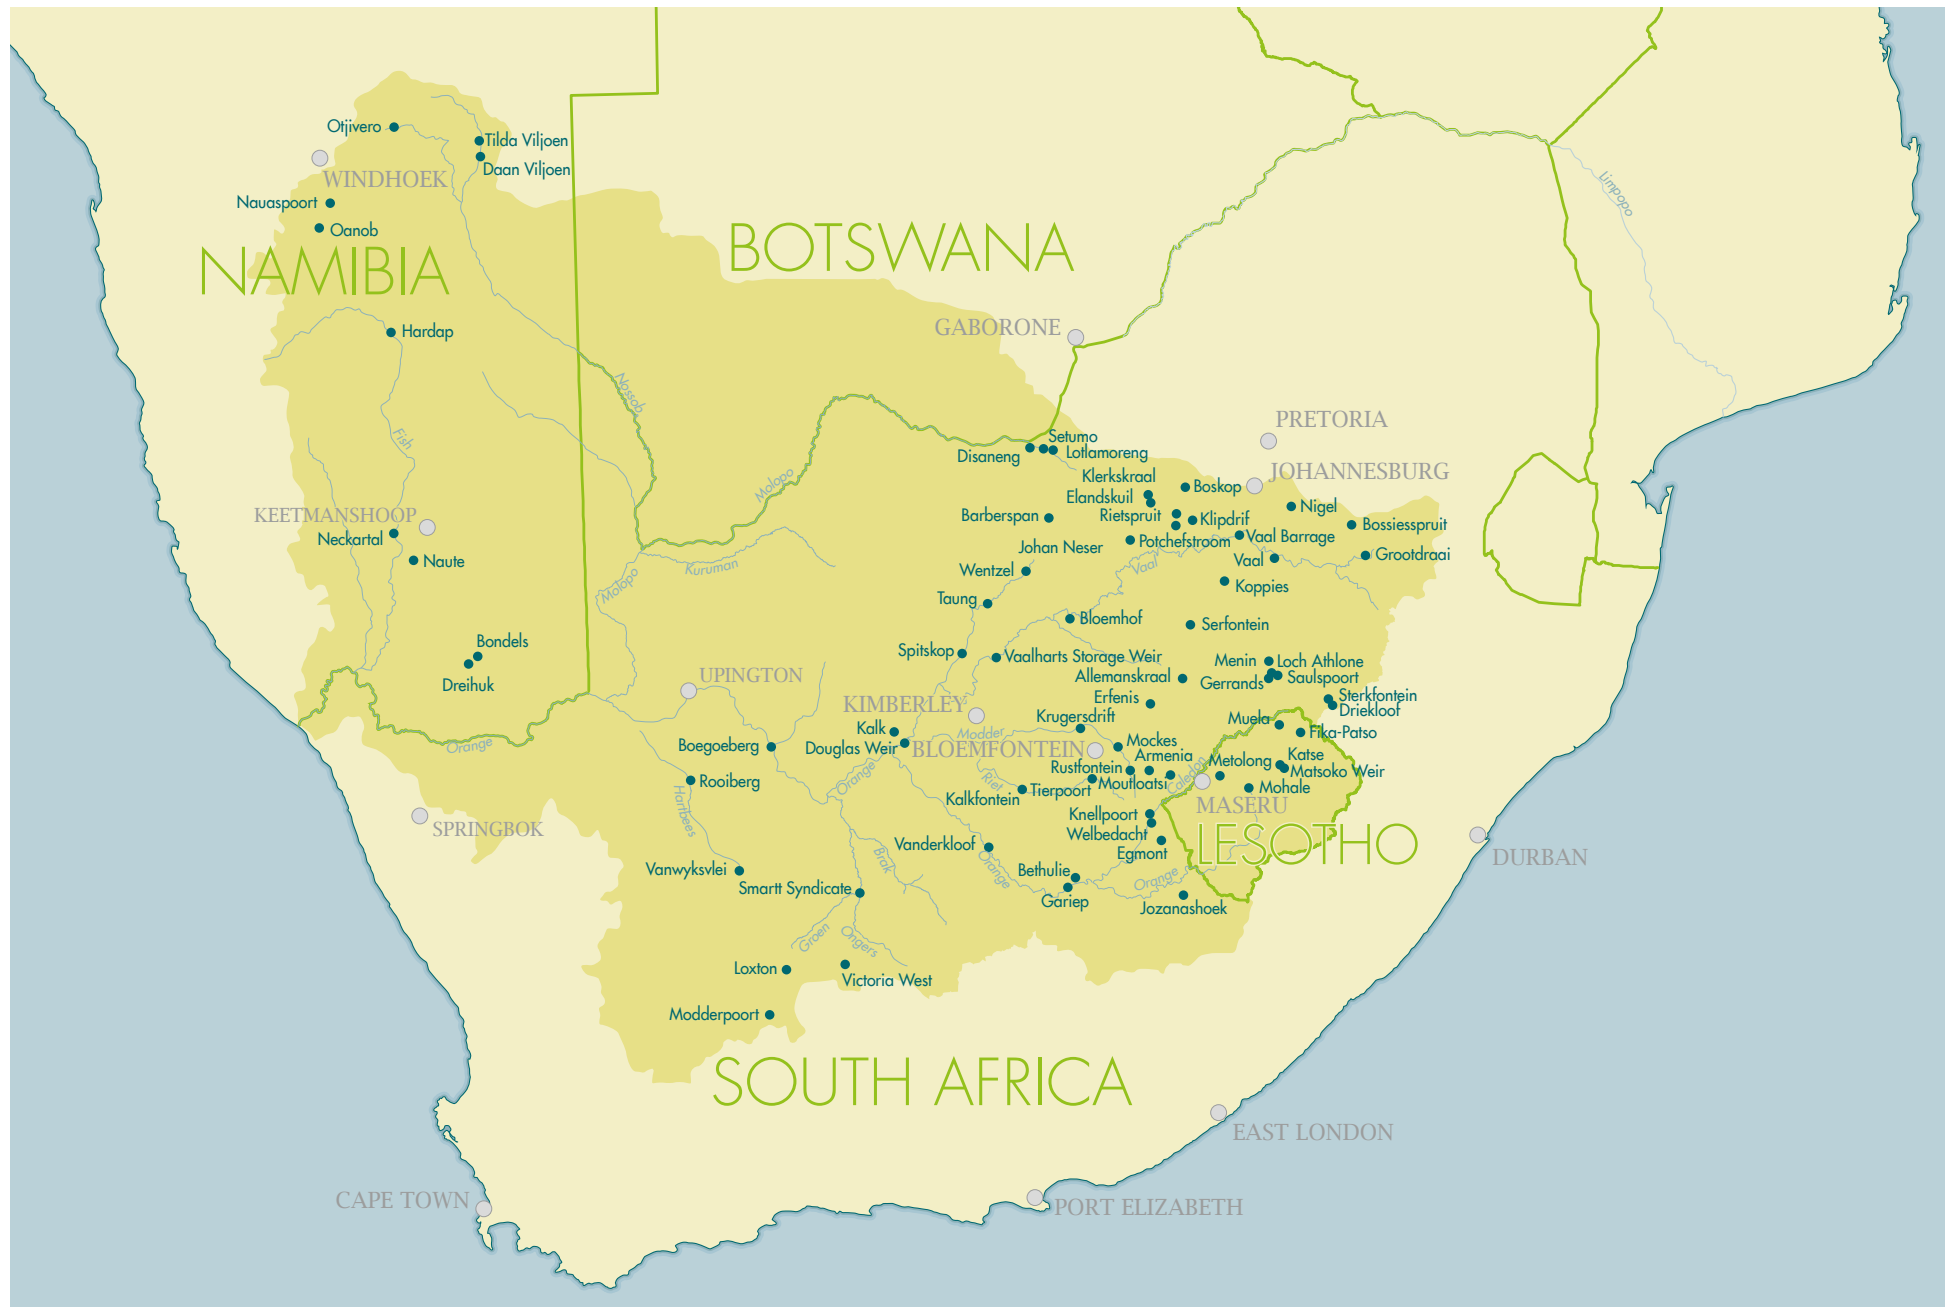 Otjivero
Tilda Viljoen
Daan Viljoen
WINDHOEK
Nauaspoort
Oanob
NAMIBIA
BOTSWANA
Limpopo
Hardap
GABORONE
Nossob
Fish
PRETORIA
Setumo
Disaneng
Lotlamoreng
JOHANNESBURG
Klerkskraal
Boskop
Molopo
Elandskuil
Nigel
KEETMANSHOOP
Barberspan
Rietspruit
Klipdrif
Bossiesspruit
Neckartal
Potchefstroom
Vaal Barrage
Johan Neser
Grootdraai
Naute
Kuruman
Wentzel
Vaal
Vaal
Molopo
Koppies
Taung
Bloemhof
Serfontein
Bondels
Spitskop
Vaalharts Storage Weir
Menin
Loch Athlone
Dreihuk
UPINGTON
Allemanskraal
Gerrands
Saulspoort
Erfenis
Sterkfontein
KIMBERLEY
Driekloof
Krugersdrift
Muela
Kalk
Modder
Fika-Patso
Orange
Boegoeberg
Douglas Weir
BLOEMFONTEIN
Mockes
Armenia
Katse
Metolong
Rustfontein
Matsoko Weir
Orange
Riet
Caledon
Rooiberg
Moutloatsi
Mohale
Kalkfontein
Tierpoort
MASERU
Hartbees
Knellpoort
SPRINGBOK
Welbedacht
LESOTHO
Vanderkloof
Egmont
DURBAN
Brak
Vanwyksvlei
Orange
Bethulie
Orange
Smartt Syndicate
Gariep
Jozanashoek
Groen
Ongers
Loxton
Victoria West
Modderpoort
SOUTH AFRICA
EAST LONDON
CAPE TOWN
PORT ELIZABETH